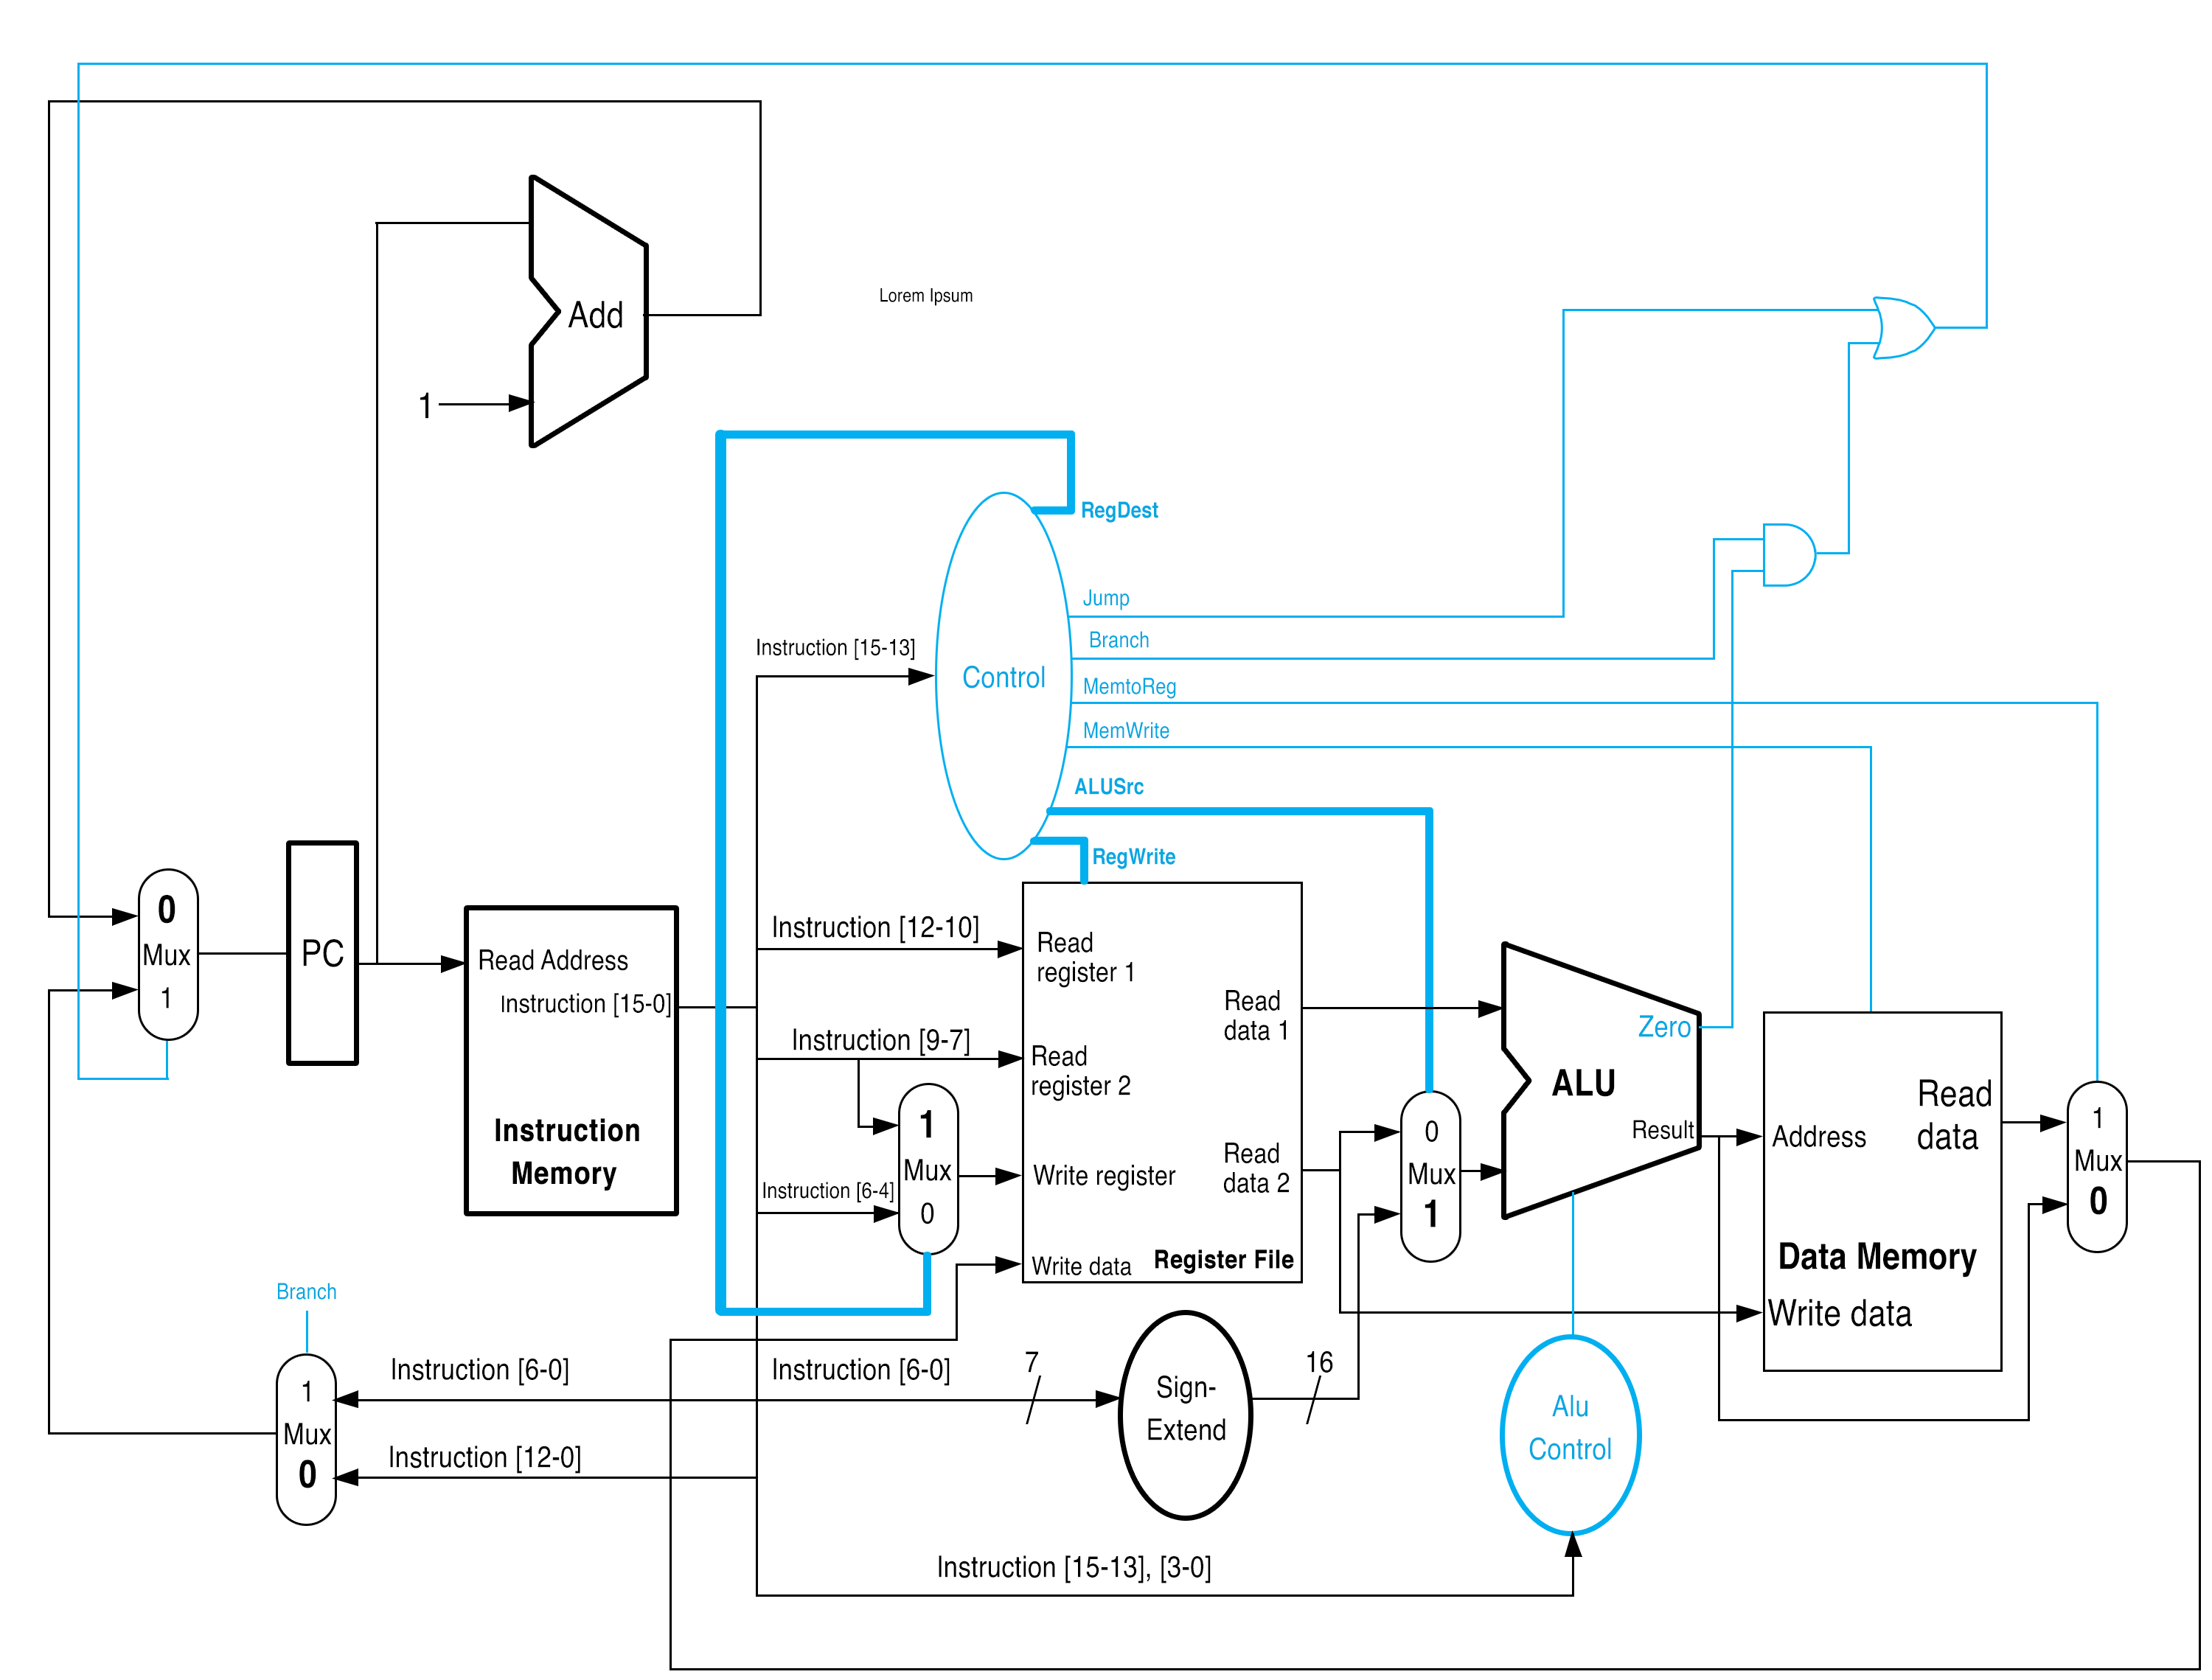 Add
Lorem Ipsum
1
RegDest
Jump
Branch
Instruction [15-13]
Control
MemtoReg
MemWrite
ALUSrc
RegWrite
0
Mux
1
PC
Read Address
Instruction [15-0]
Instruction
Memory
Instruction [12-10]
Read
register 1
Instruction [9-7]
Read
register 2
1
Mux
0
Instruction [6-4]
Write register
Write data
Register File
Read
data 1
Read
data 2
0
Mux
1
Zero
ALU
Result
Address
Read
data
Data Memory
Write data
1
Mux
0
Branch
1
Mux
0
Instruction [6-0]
Instruction [6-0]
7
Sign-
Extend
16
Instruction [12-0]
Alu
Control
Instruction [15-13], [3-0]